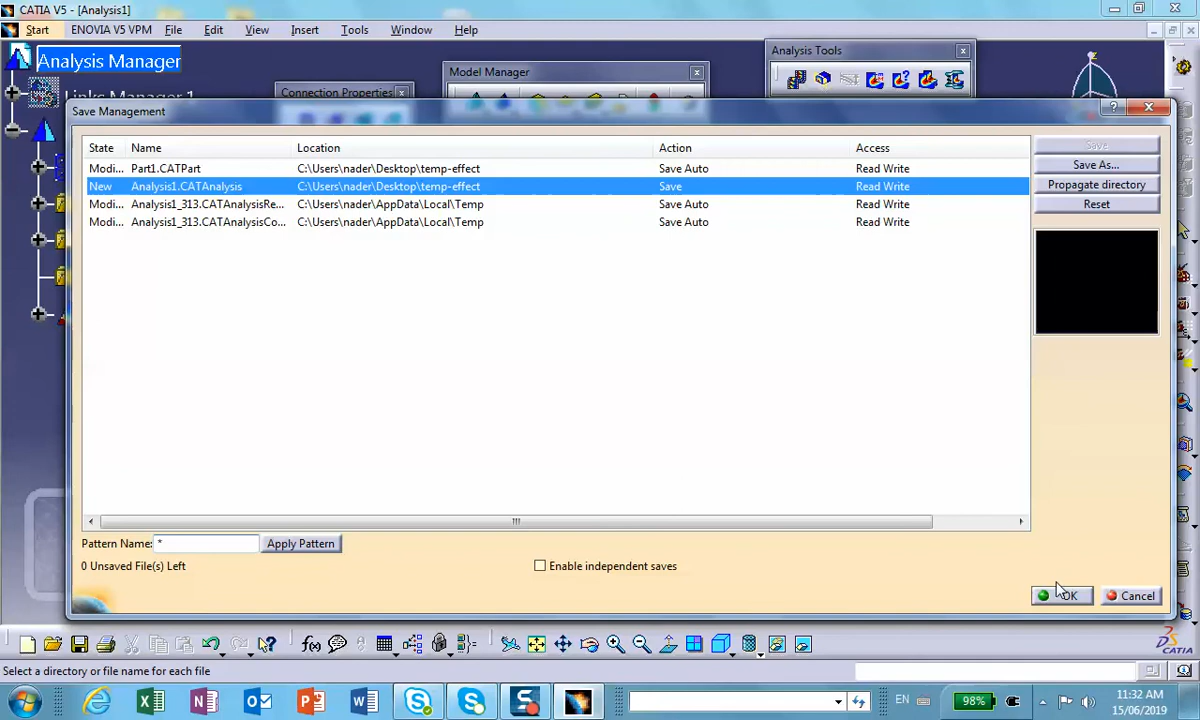 CATIA V5 - [Analysis1]
Start ENOVIA V5 VPM File Edit View Insert Tools Window Help
Analysis Manager
Links Manager.1
Connection Properties
Model Manager
Analysis Tools
Save Management
State Name Location Action Access
Modi... Part1.CATPart C:\Users\nader\Desktop\temp-effect Save Auto Read Write
New Analysis1.CATAnalysis C:\Users\nader\Desktop\temp-effect Save Read Write
Modi... Analysis1_313.CATAnalysisRe... C:\Users\nader\AppData\Local\Temp Save Auto Read Write
Modi... Analysis1_313.CATAnalysisCo... C:\Users\nader\AppData\Local\Temp Save Auto Read Write
Save
Save As...
Propagate directory
Reset
Pattern Name: * Apply Pattern
0 Unsaved File(s) Left
Enable independent saves
OK Cancel
f(x)
CATIA
Select a directory or file name for each file
EN 98% 11:32 AM
15/06/2019